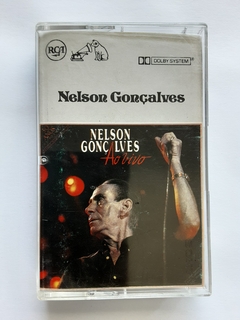 RCA
DOLBY SYSTEM
Nelson Gonçalves
NELSON
GONÇALVES
Ao vivo